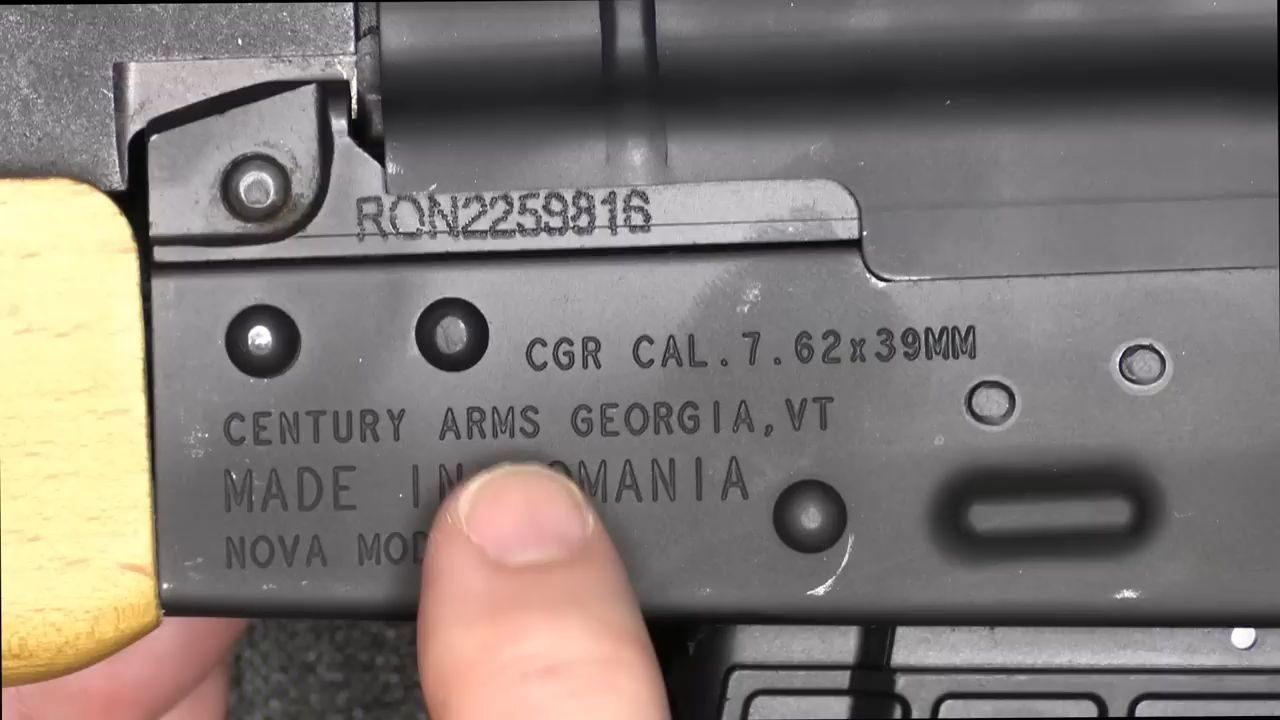 RON2259816
CGR CAL.7.62x39MM
CENTURY ARMS GEORGIA,VT
MADE IN
NOVA